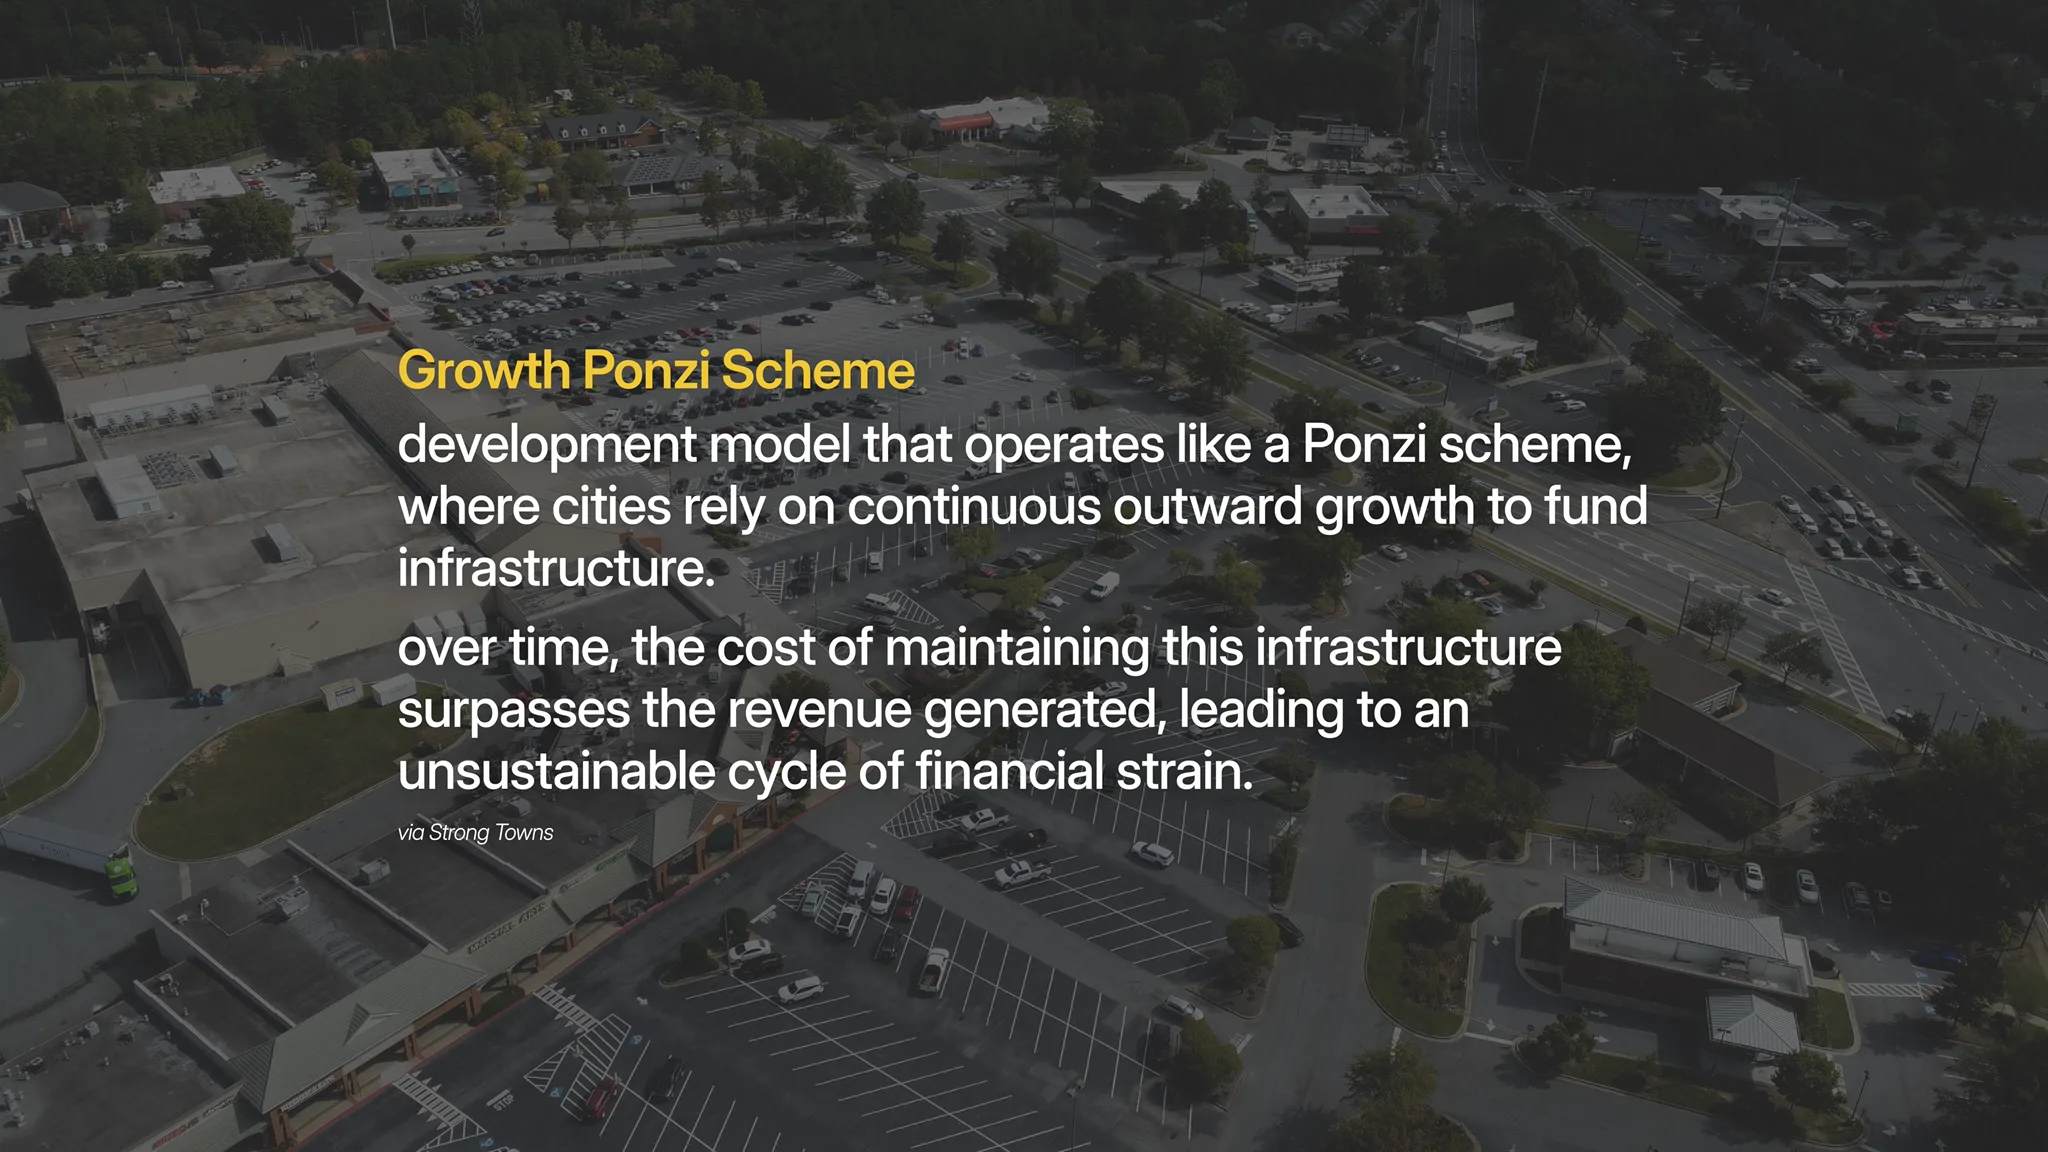 Growth Ponzi Scheme
development model that operates like a Ponzi scheme,
where cities rely on continuous outward growth to fund
infrastructure.
over time, the cost of maintaining this infrastructure
surpasses the revenue generated, leading to an
unsustainable cycle of financial strain.
via Strong Towns
STOP